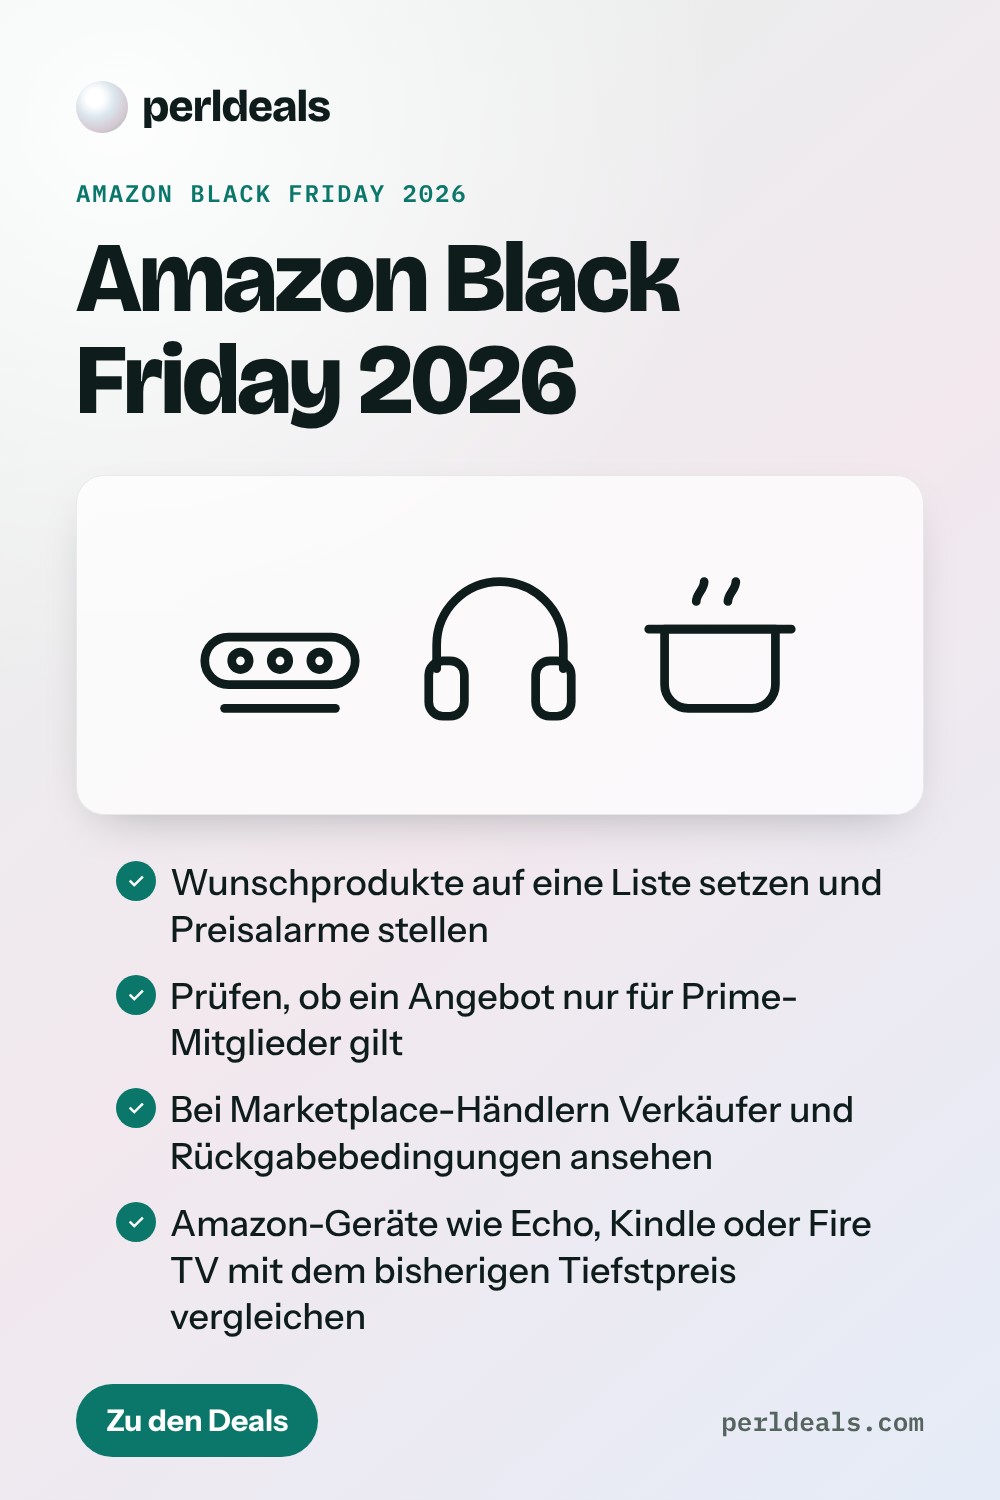 perldeals
AMAZON BLACK FRIDAY 2026
Amazon Black
Friday 2026
Wunschprodukte auf eine Liste setzen und
Preisalarme stellen
Prüfen, ob ein Angebot nur für Prime-
Mitglieder gilt
Bei Marketplace-Händlern Verkäufer und
Rückgabebedingungen ansehen
Amazon-Geräte wie Echo, Kindle oder Fire
TV mit dem bisherigen Tiefstpreis
vergleichen
Zu den Deals
perldeals.com